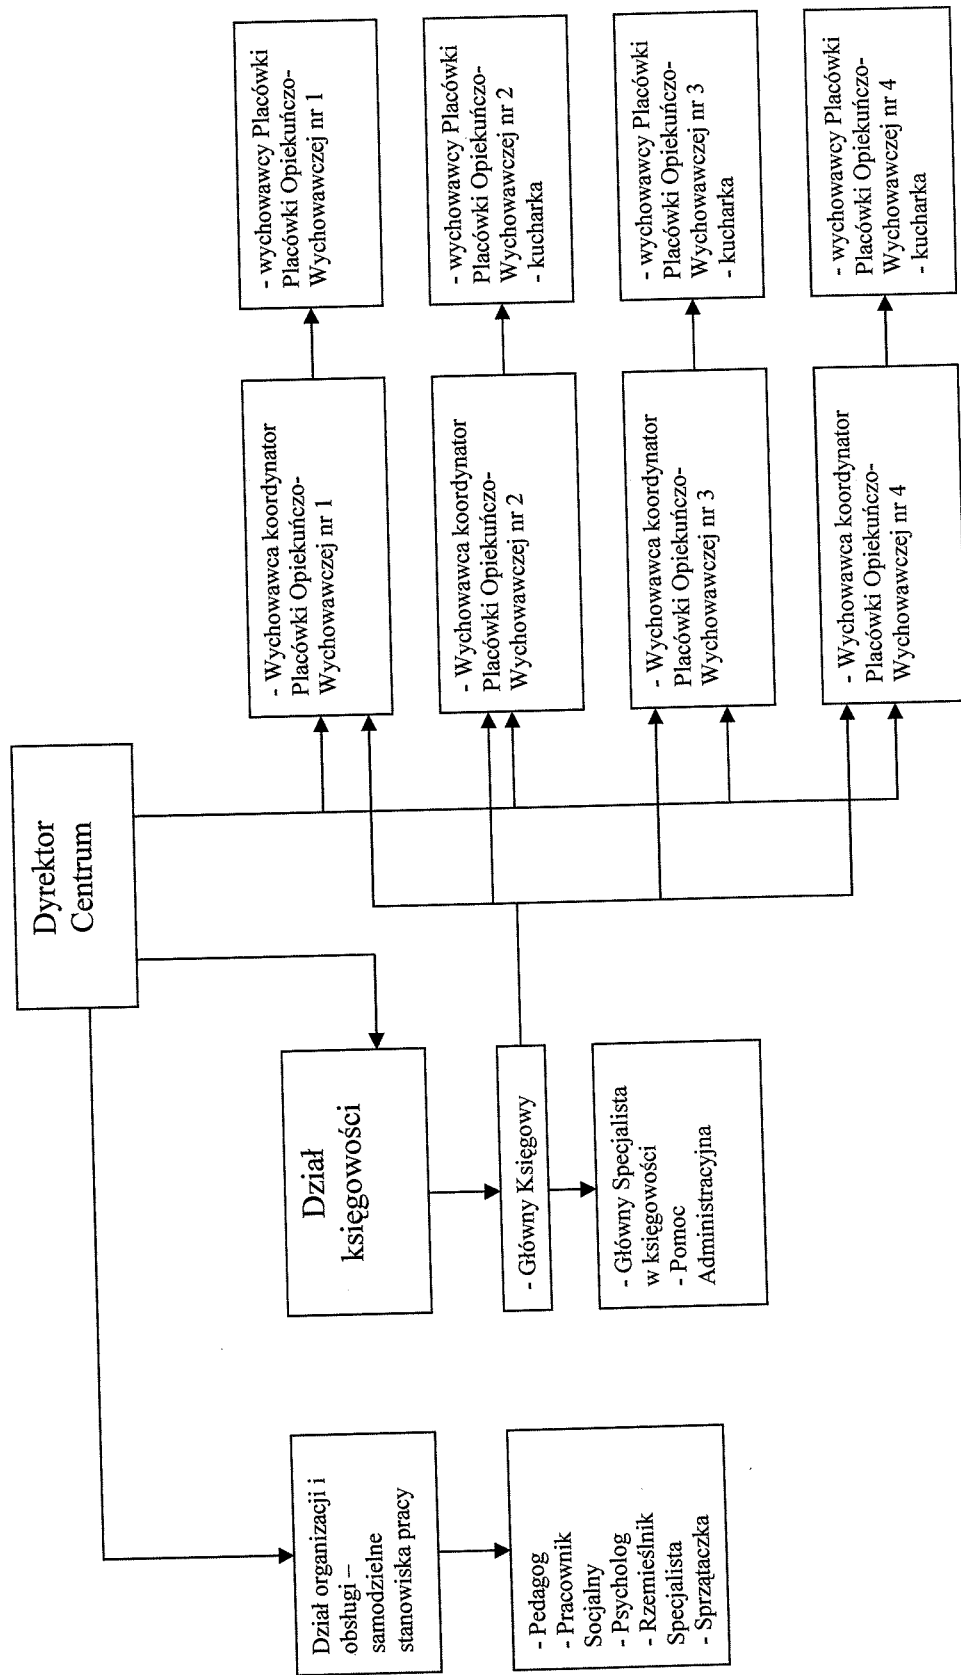 Dyrektor
Centrum
Dział organizacji i
obsługi –
samodzielne
stanowiska pracy
- Pedagog
- Pracownik
Socjalny
- Psycholog
- Rzemieślnik
Specjalista
- Sprzątaczka
Dział
księgowości
- Główny Księgowy
- Główny Specjalista
w księgowości
- Pomoc
Administracyjna
- Wychowawca koordynator
Placówki Opiekuńczo-
Wychowawczej nr 1
- wychowawcy Placówki
Placówki Opiekuńczo-
Wychowawczej nr 1
- Wychowawca koordynator
Placówki Opiekuńczo-
Wychowawczej nr 2
- wychowawcy Placówki
Placówki Opiekuńczo-
Wychowawczej nr 2
- kucharka
- Wychowawca koordynator
Placówki Opiekuńczo-
Wychowawczej nr 3
- wychowawcy Placówki
Placówki Opiekuńczo-
Wychowawczej nr 3
- kucharka
- Wychowawca koordynator
Placówki Opiekuńczo-
Wychowawczej nr 4
- wychowawcy Placówki
Placówki Opiekuńczo-
Wychowawczej nr 4
- kucharka